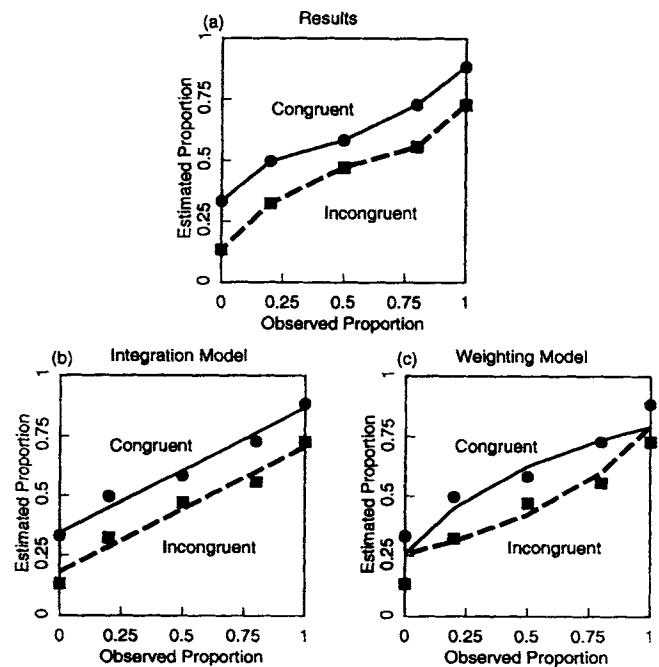 (a) Results
Estimated Proportion
1
0.75
0.5
0.25
0
Congruent
Incongruent
0 0.25 0.5 0.75 1
Observed Proportion
(b) Integration Model
Estimated Proportion
1
0.75
0.5
0.25
0
Congruent
Incongruent
0 0.25 0.5 0.75 1
Observed Proportion
(c) Weighting Model
Estimated Proportion
1
0.75
0.5
0.25
0
Congruent
Incongruent
0 0.25 0.5 0.75 1
Observed Proportion